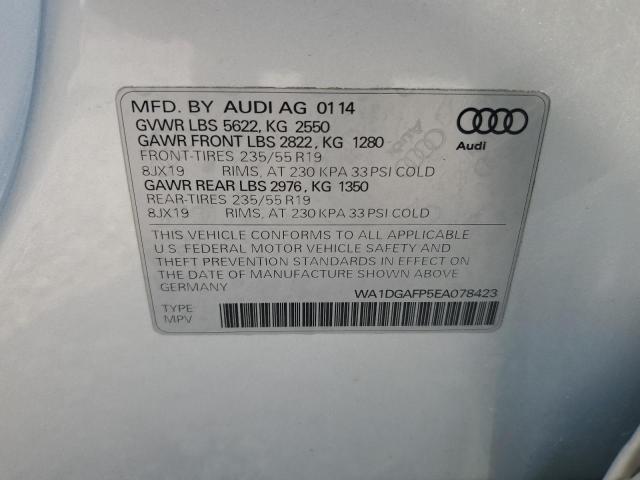 MFD. BY AUDI AG 01 14
GVWR LBS 5622, KG 2550
GAWR FRONT LBS 2822, KG 1280
FRONT-TIRES 235/55 R19
8JX19 RIMS, AT 230 KPA 33 PSI COLD
GAWR REAR LBS 2976, KG 1350
REAR-TIRES 235/55 R19
8JX19 RIMS, AT 230 KPA 33 PSI COLD
Audi
THIS VEHICLE CONFORMS TO ALL APPLICABLE
U.S. FEDERAL MOTOR VEHICLE SAFETY AND
THEFT PREVENTION STANDARDS IN EFFECT ON
THE DATE OF MANUFACTURE SHOWN ABOVE.
GERMANY
WA1DGAFP5EA078423
TYPE
MPV